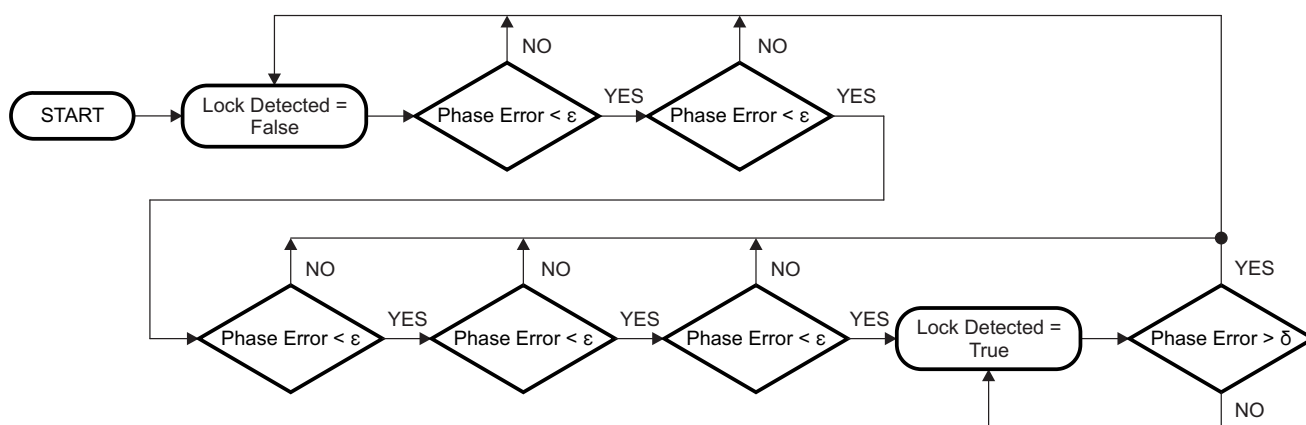 NO
NO
START
Lock Detected =
False
Phase Error < ε
YES
Phase Error < ε
YES
NO
NO
NO
YES
Phase Error < ε
YES
Phase Error < ε
YES
Phase Error < ε
YES
Lock Detected =
True
Phase Error > δ
NO